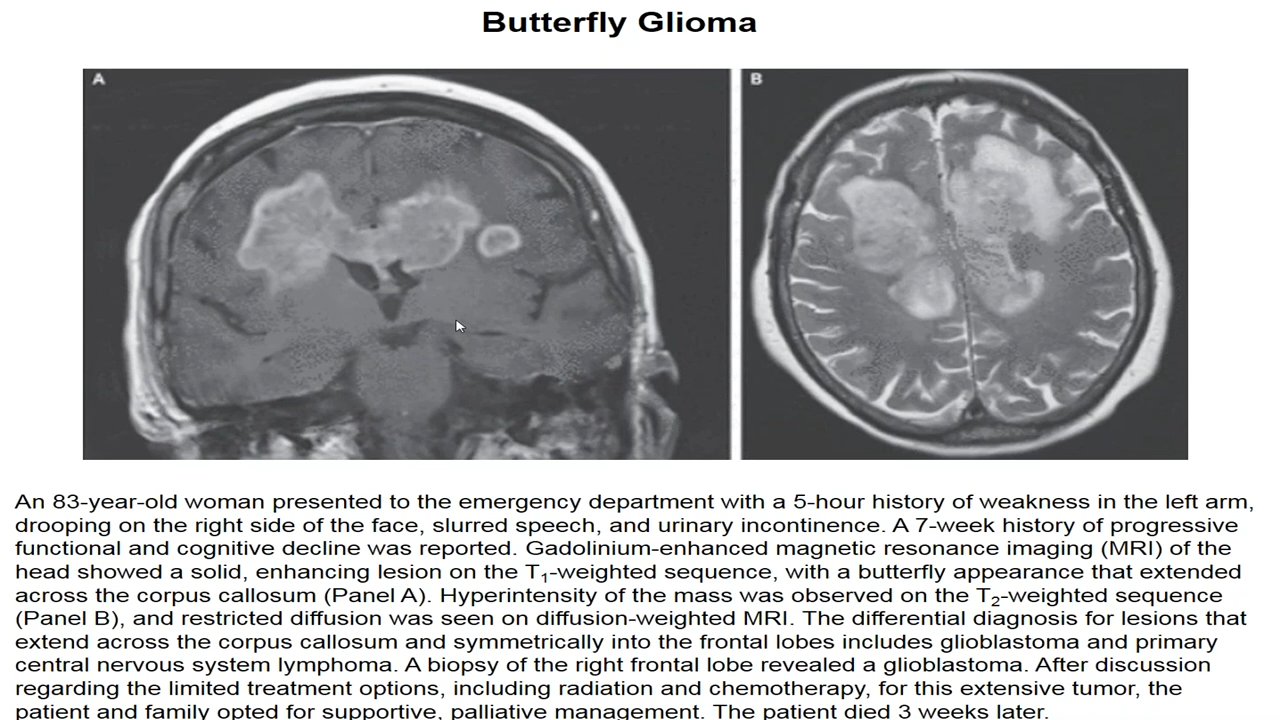 Butterfly Glioma
A
B
An 83-year-old woman presented to the emergency department with a 5-hour history of weakness in the left arm,
drooping on the right side of the face, slurred speech, and urinary incontinence. A 7-week history of progressive
functional and cognitive decline was reported. Gadolinium-enhanced magnetic resonance imaging (MRI) of the
head showed a solid, enhancing lesion on the T₁-weighted sequence, with a butterfly appearance that extended
across the corpus callosum (Panel A). Hyperintensity of the mass was observed on the T₂-weighted sequence
(Panel B), and restricted diffusion was seen on diffusion-weighted MRI. The differential diagnosis for lesions that
extend across the corpus callosum and symmetrically into the frontal lobes includes glioblastoma and primary
central nervous system lymphoma. A biopsy of the right frontal lobe revealed a glioblastoma. After discussion
regarding the limited treatment options, including radiation and chemotherapy, for this extensive tumor, the
patient and family opted for supportive, palliative management. The patient died 3 weeks later.